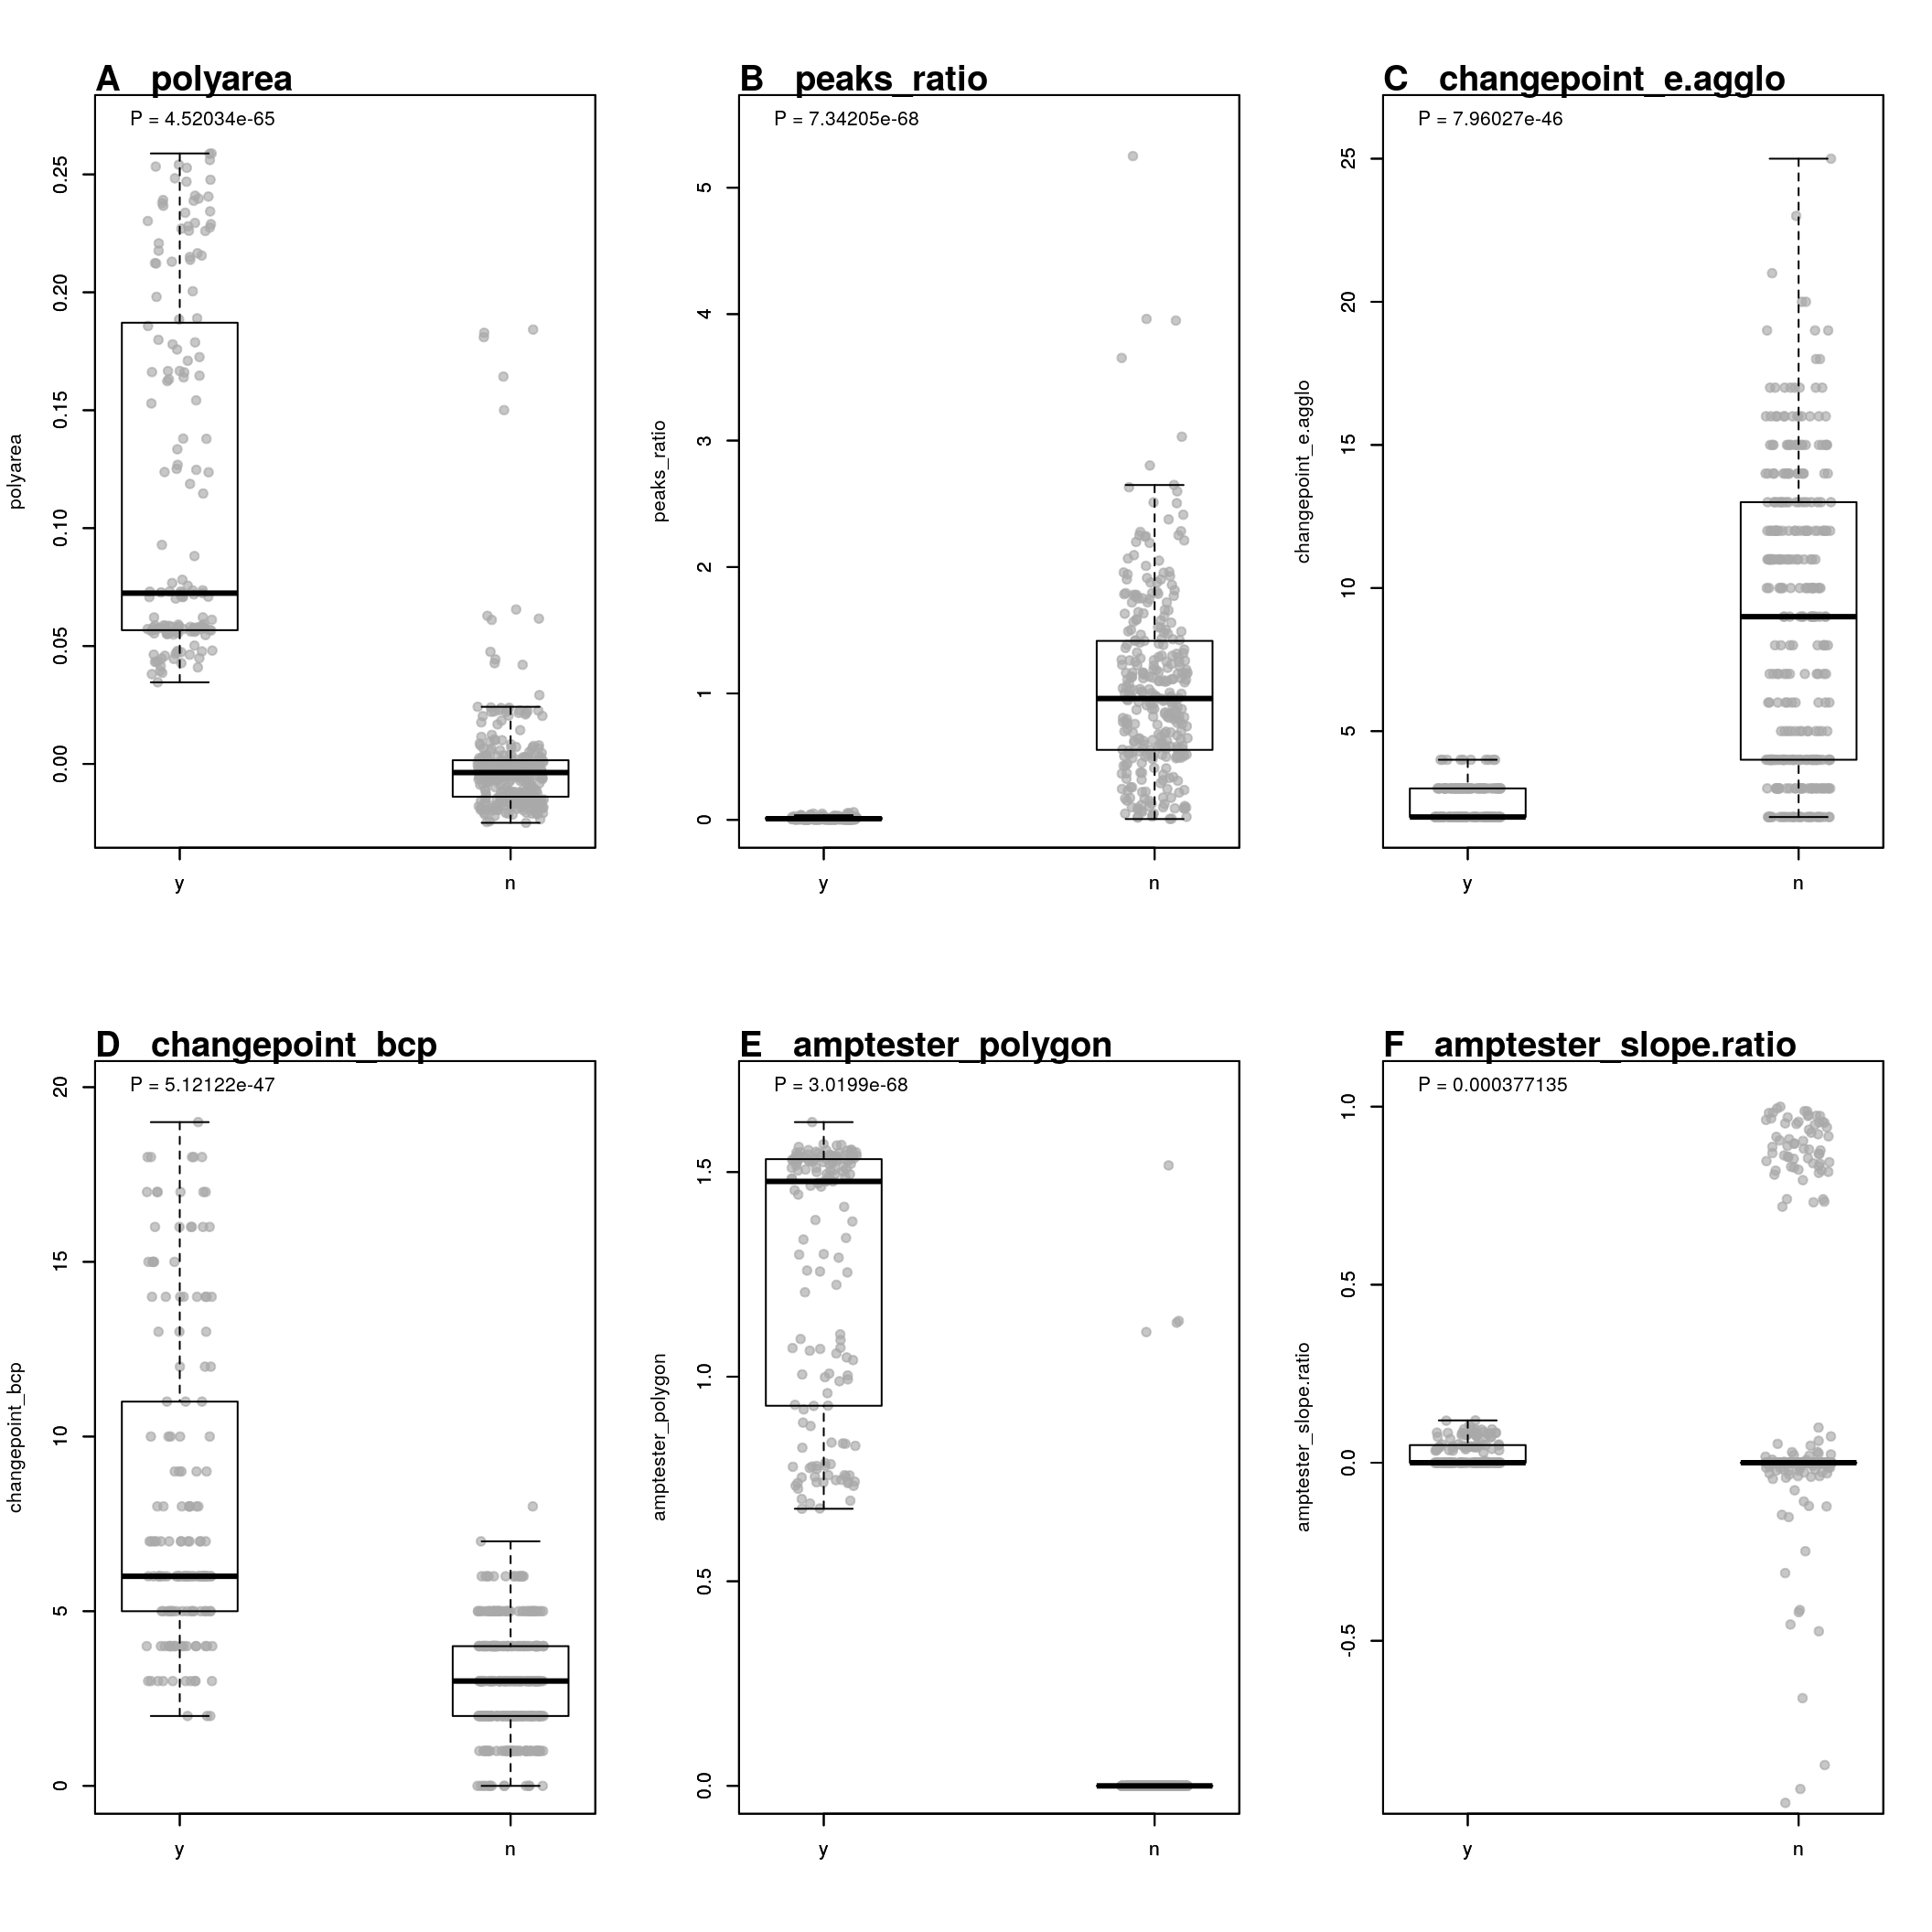 A polyarea
P = 4.52034e-65
polyarea
0.25
0.20
0.15
0.10
0.05
0.00
y n
B peaks_ratio
P = 7.34205e-68
peaks_ratio
5
4
3
2
1
0
y n
C changepoint_e.agglo
P = 7.96027e-46
changepoint_e.agglo
25
20
15
10
5
y n
D changepoint_bcp
P = 5.12122e-47
changepoint_bcp
20
15
10
5
0
y n
E amptester_polygon
P = 3.0199e-68
amptester_polygon
1.5
1.0
0.5
0.0
y n
F amptester_slope.ratio
P = 0.000377135
amptester_slope.ratio
1.0
0.5
0.0
-0.5
y n